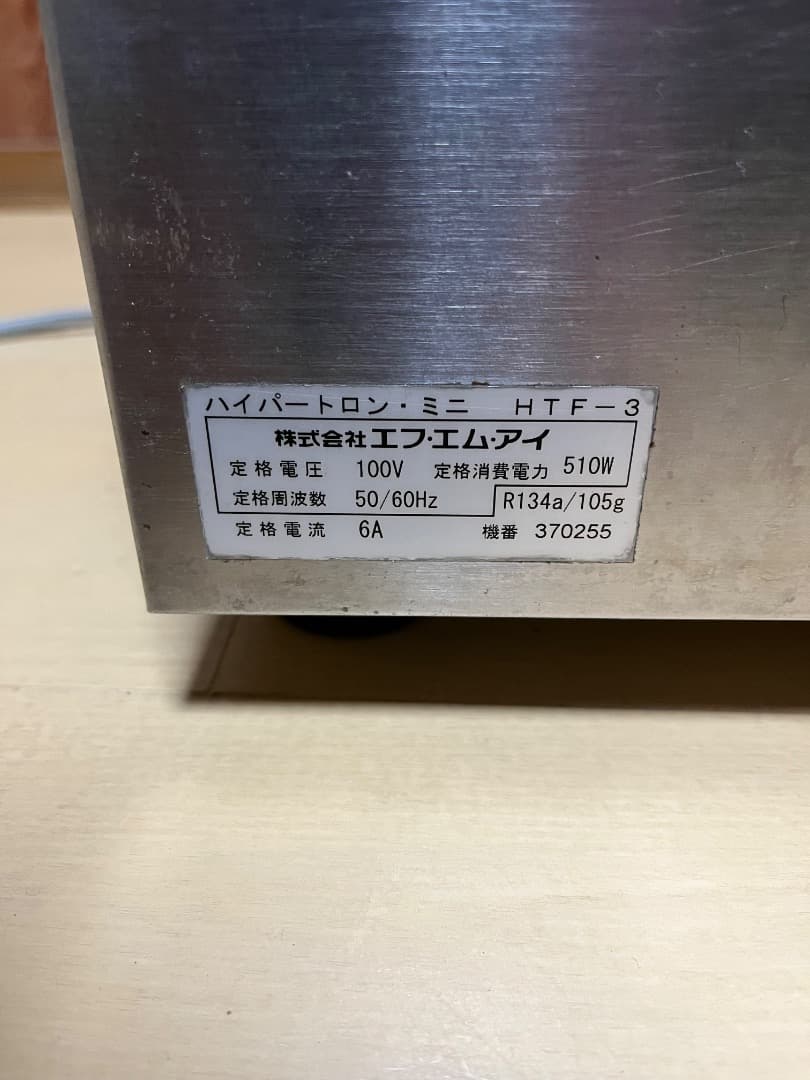 ハイパートロン・ミニ HTF-3
株式会社エフ・エム・アイ
定格電圧 100V 定格消費電力 510W
定格周波数 50/60Hz R134a/105g
定格電流 6A 機番 370255